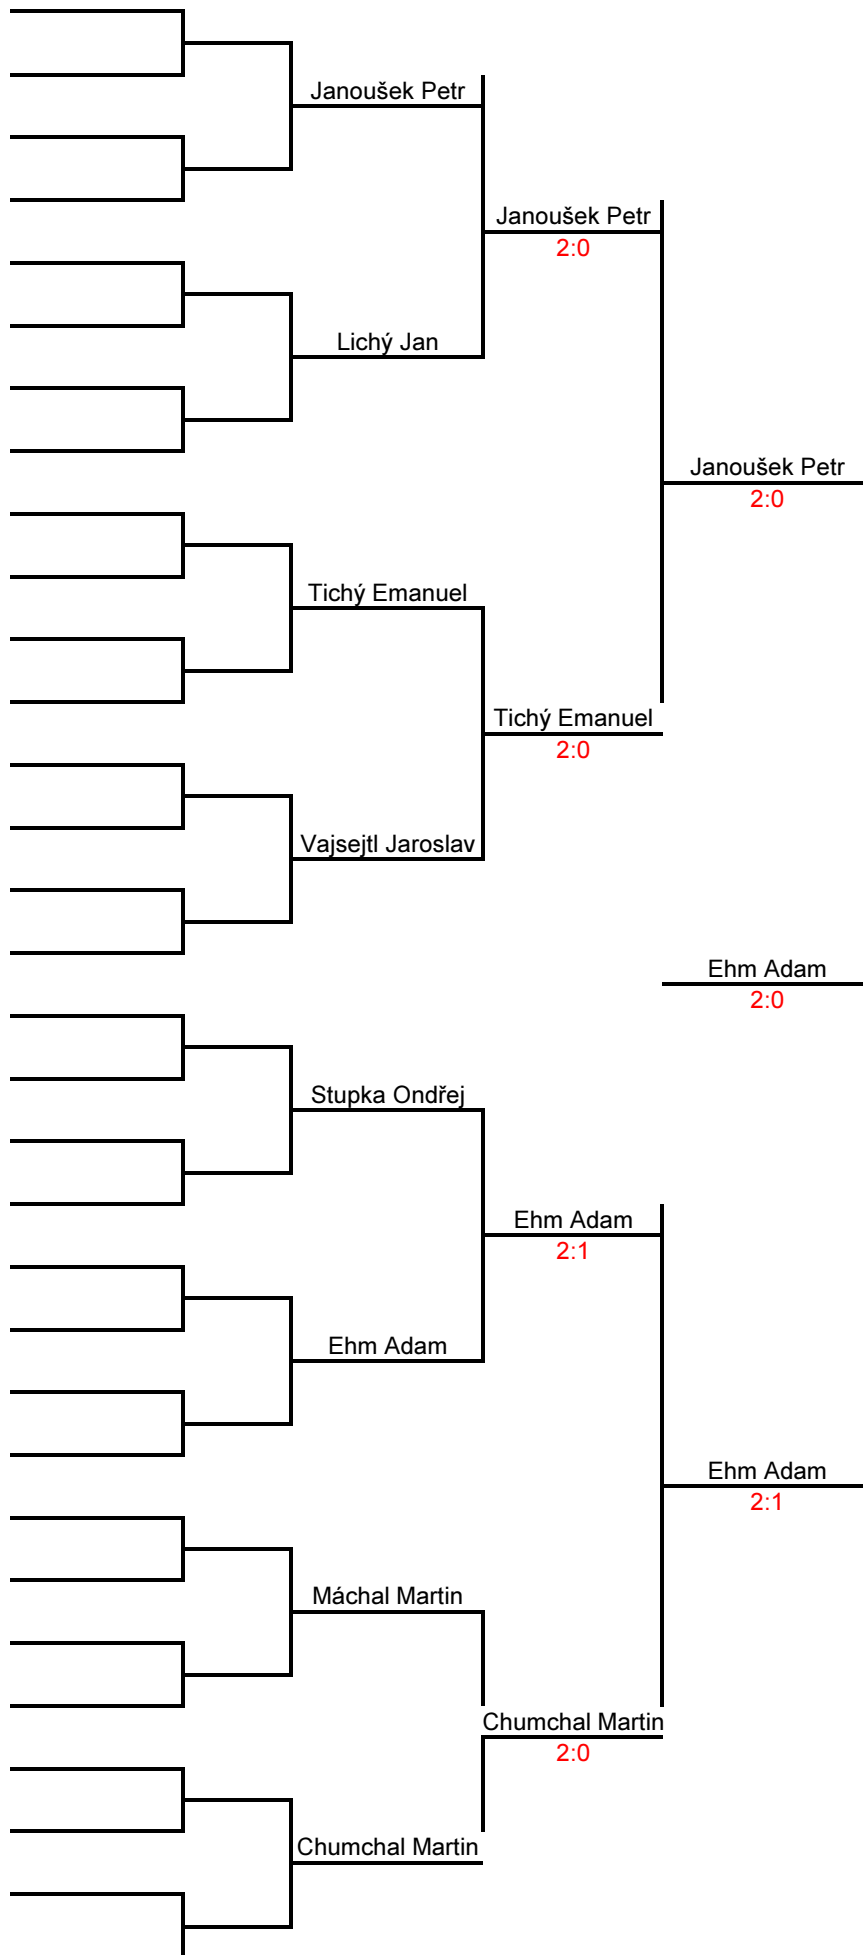 Janoušek Petr
Janoušek Petr
2:0
Lichý Jan
Janoušek Petr
2:0
Tichý Emanuel
Tichý Emanuel
2:0
Vajsejtl Jaroslav
Ehm Adam
2:0
Stupka Ondřej
Ehm Adam
2:1
Ehm Adam
Ehm Adam
2:1
Máchal Martin
Chumchal Martin
2:0
Chumchal Martin